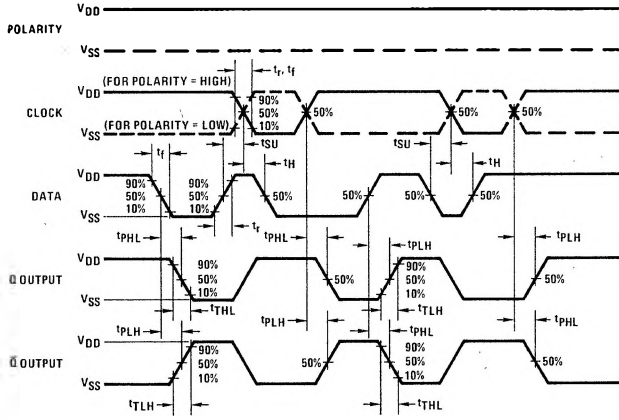 VDD
POLARITY
VSS
tr, tf
(FOR POLARITY = HIGH)
VDD
90%
CLOCK
50%
50%
50%
50%
10%
VSS
(FOR POLARITY = LOW)
tSU
tH
tSU
tH
tf
VDD
90%
90%
DATA
50%
50%
50%
50%
50%
10%
10%
VSS
tr
tPHL
tPHL
tPLH
tPLH
VDD
90%
90%
Q OUTPUT
50%
50%
50%
50%
10%
10%
VSS
tTHL
tTLH
tPLH
tPLH
tPHL
tPHL
VDD
90%
90%
Q̄ OUTPUT
50%
50%
50%
50%
10%
10%
VSS
tTLH
tTHL